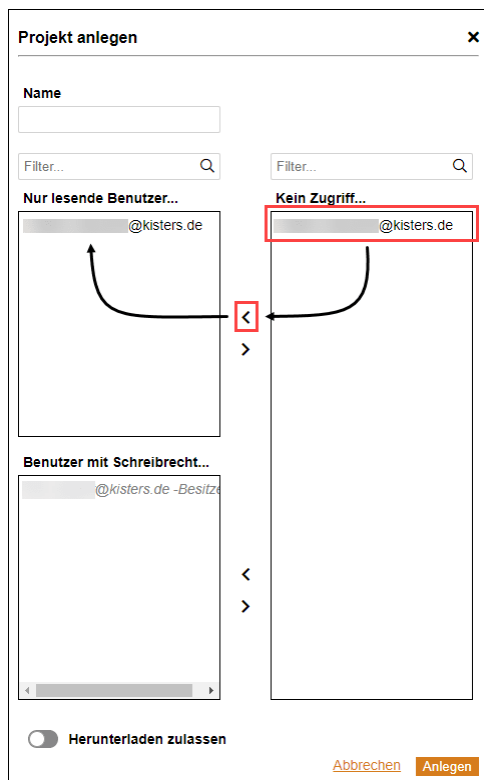 Projekt anlegen
Name
Filter...
Filter...
Nur lesende Benutzer...
Kein Zugriff...
@kisters.de
@kisters.de
Benutzer mit Schreibrecht...
@kisters.de -Besitze
Herunterladen zulassen
Abbrechen
Anlegen